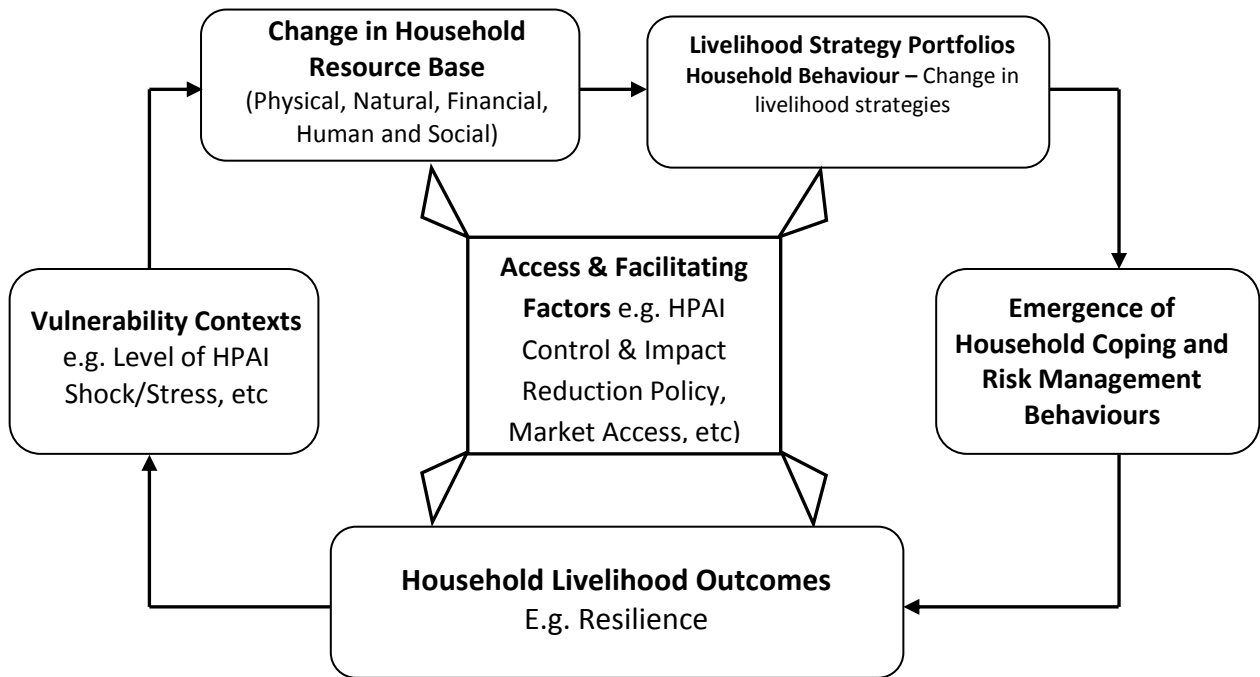 Change in Household
Resource Base
(Physical, Natural, Financial,
Human and Social)
Livelihood Strategy Portfolios
Household Behaviour – Change in
livelihood strategies
Vulnerability Contexts
e.g. Level of HPAI
Shock/Stress, etc
Access & Facilitating
Factors e.g. HPAI
Control & Impact
Reduction Policy,
Market Access, etc)
Emergence of
Household Coping and
Risk Management
Behaviours
Household Livelihood Outcomes
E.g. Resilience